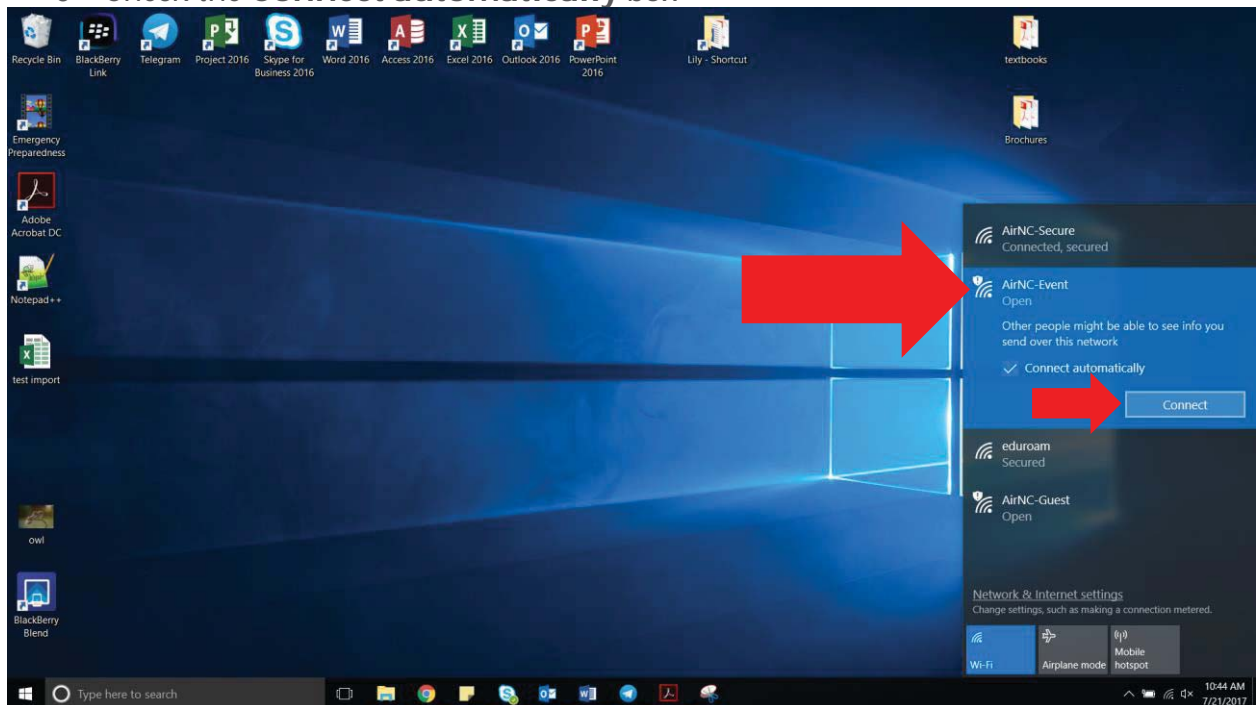 Recycle Bin
BlackBerry
Link
Telegram
Project 2016
Skype for
Business 2016
Word 2016
Access 2016
Excel 2016
Outlook 2016
PowerPoint
2016
Lily - Shortcut
textbooks
Emergency
Preparedness
Brochures
Adobe
Acrobat DC
Notepad++
test import
owl
BlackBerry
Blend
AirNC-Secure
Connected, secured
AirNC-Event
Open
Other people might be able to see info you
send over this network
Connect automatically
Connect
eduroam
Secured
AirNC-Guest
Open
Network & Internet settings
Change settings, such as making a connection metered.
Wi-Fi
Airplane mode
Mobile
hotspot
Type here to search
10:44 AM
7/21/2017